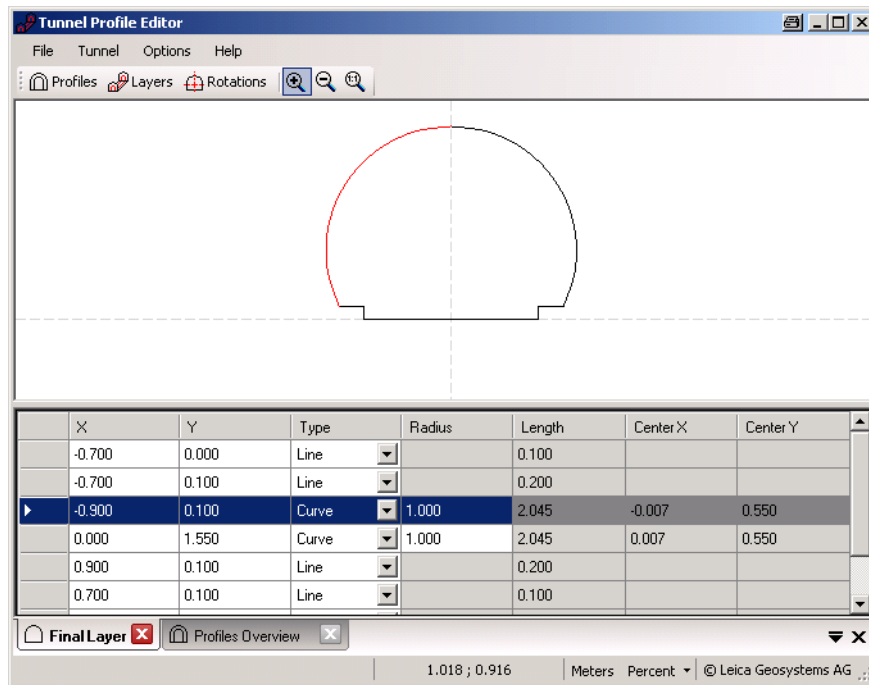 Tunnel Profile Editor
File Tunnel Options Help
Profiles Layers Rotations 1:1
X Y Type Radius Length Center X Center Y
-0.700 0.000 Line 0.100
-0.700 0.100 Line 0.200
-0.900 0.100 Curve 1.000 2.045 -0.007 0.550
0.000 1.550 Curve 1.000 2.045 0.007 0.550
0.900 0.100 Line 0.200
0.700 0.100 Line 0.100
Final Layer Profiles Overview
1.018 ; 0.916 Meters Percent © Leica Geosystems AG